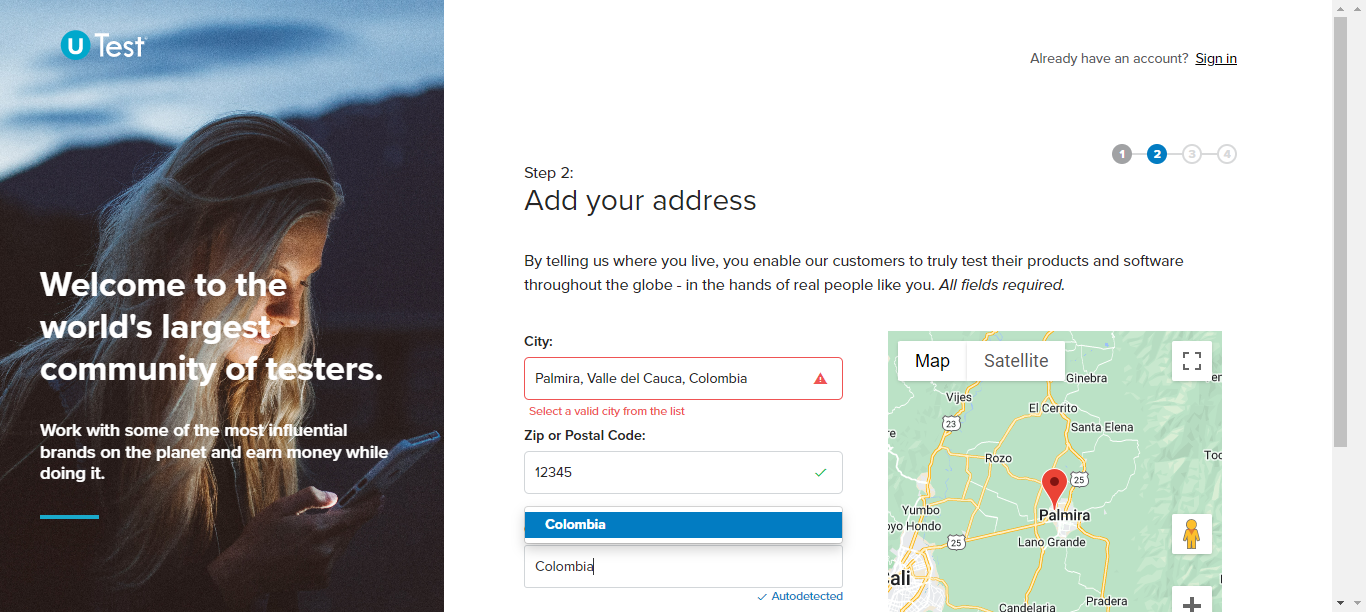 U Test
Already have an account? Sign in
1 2 3 4
Step 2:
Add your address
By telling us where you live, you enable our customers to truly test their products and software
throughout the globe - in the hands of real people like you. All fields required.
Welcome to the
world's largest
community of testers.
Work with some of the most influential
brands on the planet and earn money while
doing it.
City:
Palmira, Valle del Cauca, Colombia
Select a valid city from the list
Zip or Postal Code:
12345
Colombia
Colombia
Autodetected
Map Satellite
Ginebra
Vijes
El Cerrito
23
Santa Elena
Rozo
25
Yumbo
Palmira
25
Lano Grande
Pradera
Candelaria